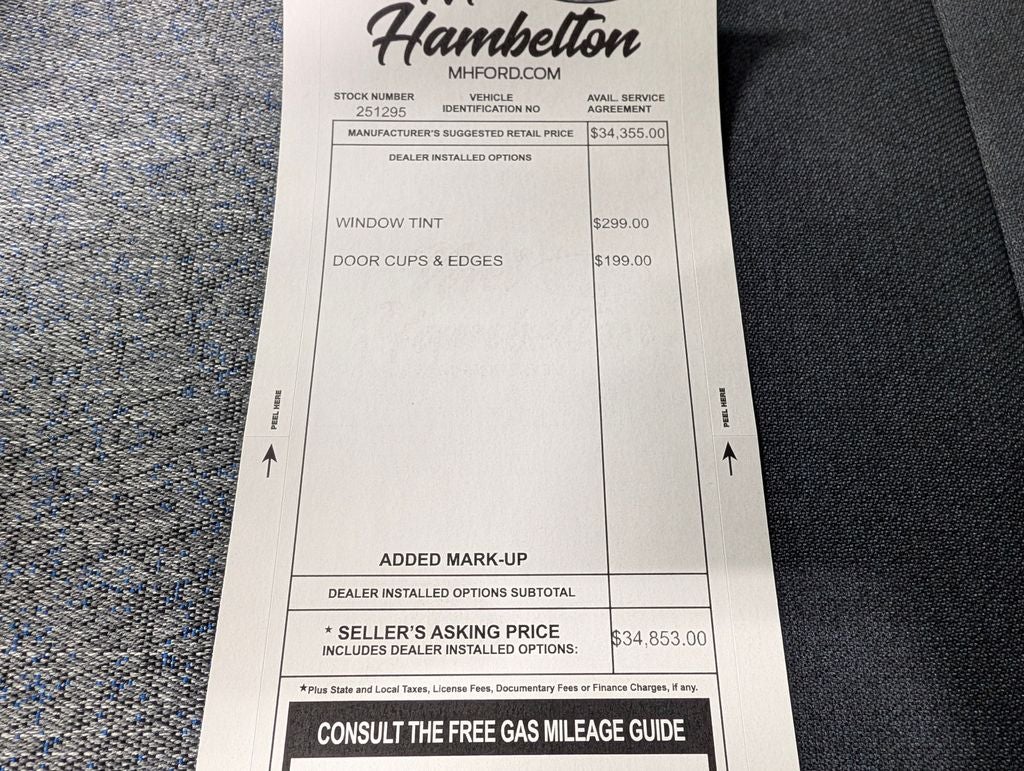 Hambelton
MHFORD.COM
STOCK NUMBER
251295
VEHICLE
IDENTIFICATION NO
AVAIL. SERVICE
AGREEMENT
MANUFACTURER'S SUGGESTED RETAIL PRICE $34,355.00
DEALER INSTALLED OPTIONS
WINDOW TINT $299.00
DOOR CUPS & EDGES $199.00
PEEL HERE
PEEL HERE
ADDED MARK-UP
DEALER INSTALLED OPTIONS SUBTOTAL
* SELLER'S ASKING PRICE
INCLUDES DEALER INSTALLED OPTIONS: $34,853.00
*Plus State and Local Taxes, License Fees, Documentary Fees or Finance Charges, if any.
CONSULT THE FREE GAS MILEAGE GUIDE